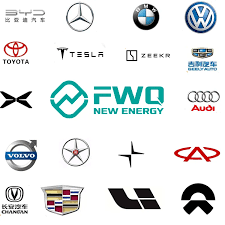 BYD
比亚迪汽车
TOYOTA
TESLA
ZEEKR
吉利汽车
GEELY AUTO
FWQ
NEW ENERGY
Audi
VOLVO
长安汽车
CHANGAN